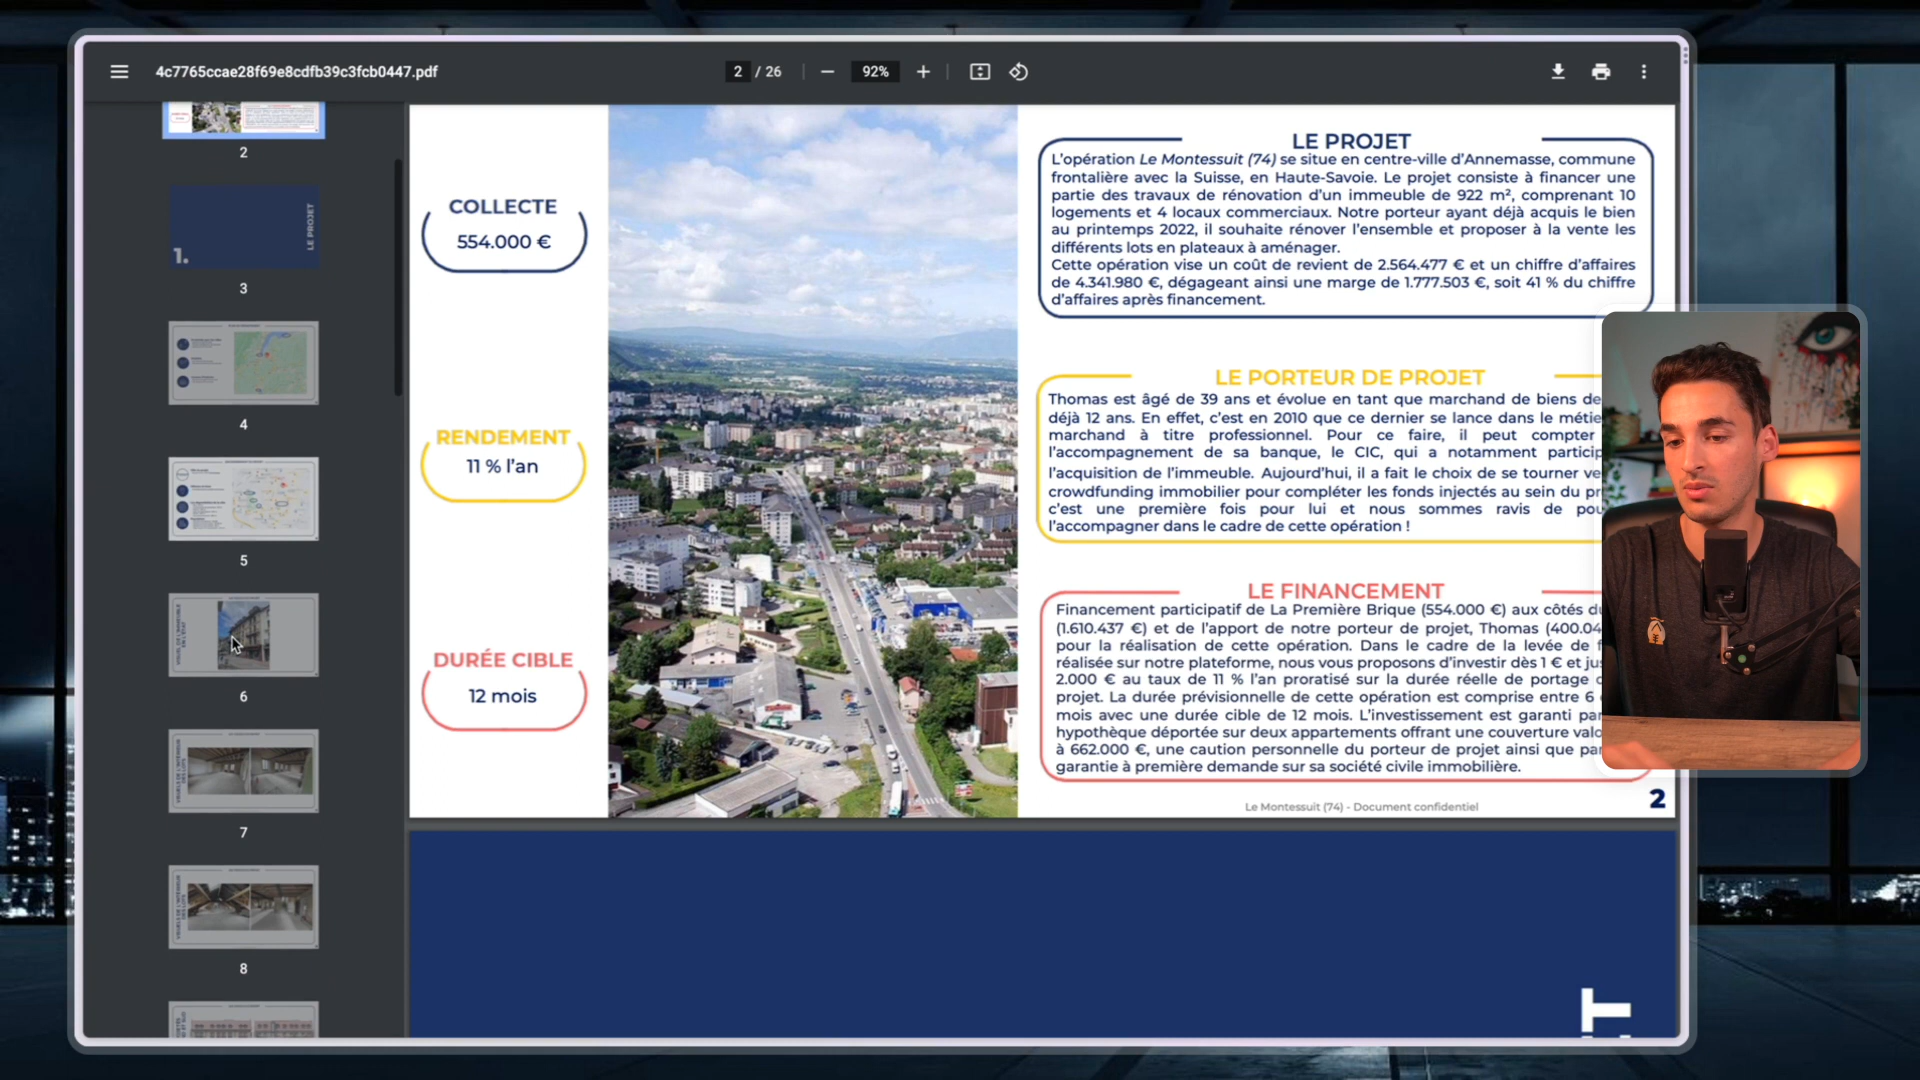 4c7765ccae28f69e8cdfb39c3fcb0447.pdf
2 / 26
92%
2
1.
LE PROJET
3
4
5
6
7
8
COLLECTE
554.000 €
RENDEMENT
11 % l'an
DURÉE CIBLE
12 mois
LE PROJET
L'opération Le Montessuit (74) se situe en centre-ville d'Annemasse, commune
frontalière avec la Suisse, en Haute-Savoie. Le projet consiste à financer une
partie des travaux de rénovation d'un immeuble de 922 m², comprenant 10
logements et 4 locaux commerciaux. Notre porteur ayant déjà acquis le bien
au printemps 2022, il souhaite rénover l'ensemble et proposer à la vente les
différents lots en plateaux à aménager.
Cette opération vise un coût de revient de 2.564.477 € et un chiffre d'affaires
de 4.341.980 €, dégageant ainsi une marge de 1.777.503 €, soit 41 % du chiffre
d'affaires après financement.
LE PORTEUR DE PROJET
Thomas est âgé de 39 ans et évolue en tant que marchand de biens de
déjà 12 ans. En effet, c'est en 2010 que ce dernier se lance dans le métie
marchand à titre professionnel. Pour ce faire, il peut compter
l'accompagnement de sa banque, le CIC, qui a notamment particip
l'acquisition de l'immeuble. Aujourd'hui, il a fait le choix de se tourner ve
crowdfunding immobilier pour compléter les fonds injectés au sein du pr
c'est une première fois pour lui et nous sommes ravis de pou
l'accompagner dans le cadre de cette opération !
LE FINANCEMENT
Financement participatif de La Première Brique (554.000 €) aux côtés d
(1.610.437 €) et de l'apport de notre porteur de projet, Thomas (400.04
pour la réalisation de cette opération. Dans le cadre de la levée de f
réalisée sur notre plateforme, nous vous proposons d'investir dès 1 € et ju
2.000 € au taux de 11 % l'an proratisé sur la durée réelle de portage
projet. La durée prévisionnelle de cette opération est comprise entre 6
mois avec une durée cible de 12 mois. L'investissement est garanti par
hypothèque déportée sur deux appartements offrant une couverture valo
à 662.000 €, une caution personnelle du porteur de projet ainsi que par
garantie à première demande sur sa société civile immobilière.
Le Montessuit (74) - Document confidentiel
2
T